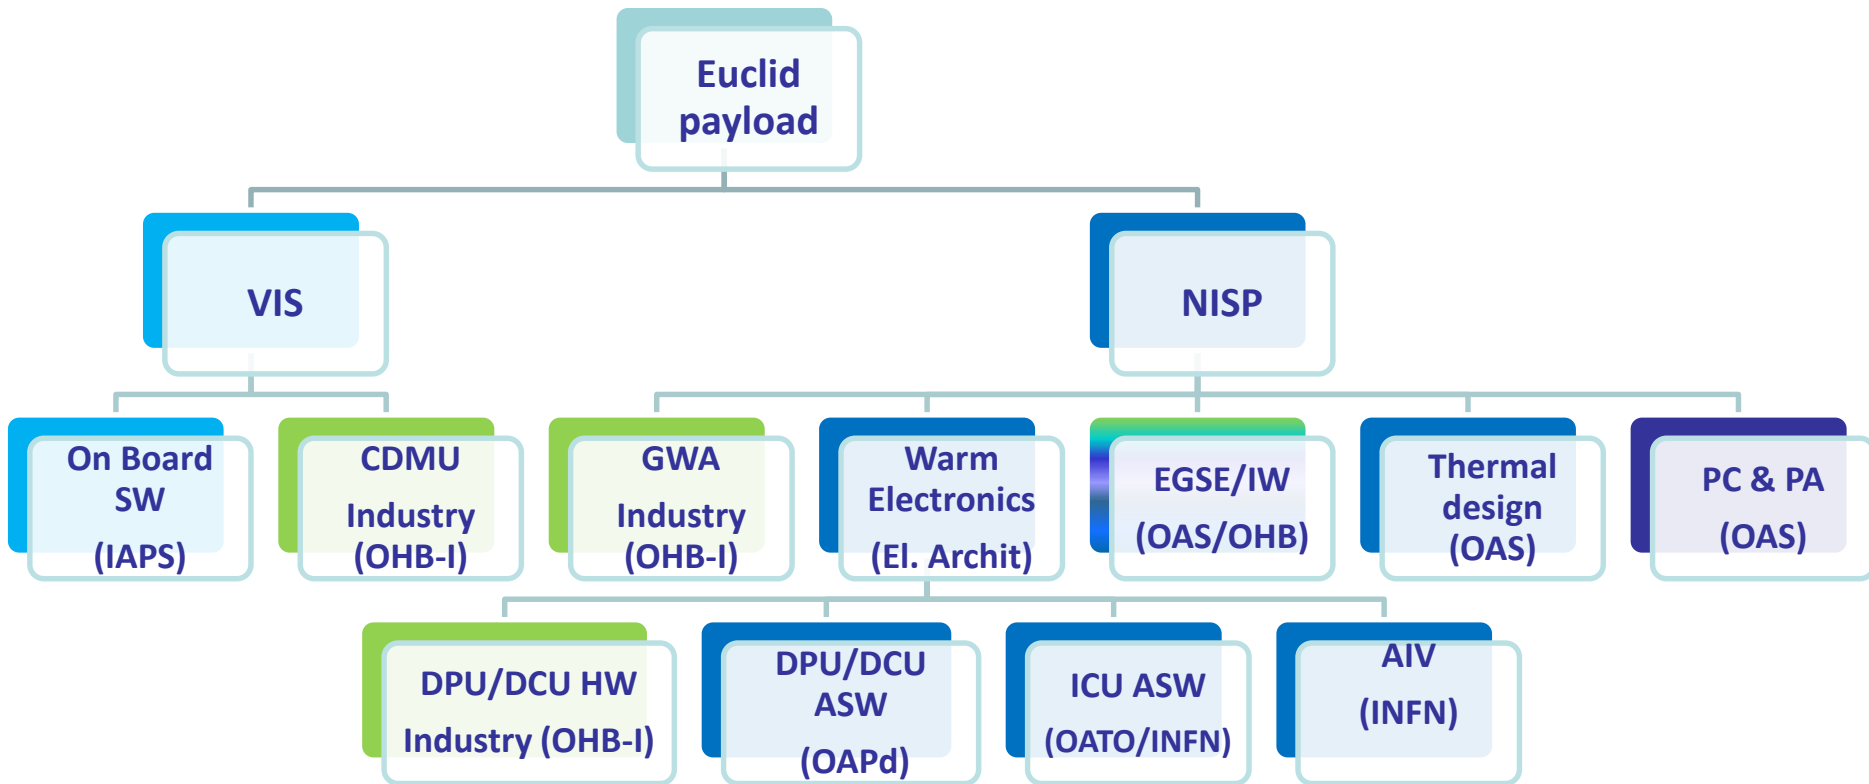 Euclid
payload
VIS
NISP
On Board
SW
(IAPS)
CDMU
Industry
(OHB-I)
GWA
Industry
(OHB-I)
Warm
Electronics
(El. Archit)
EGSE/IW
(OAS/OHB)
Thermal
design
(OAS)
PC & PA
(OAS)
DPU/DCU HW
Industry (OHB-I)
DPU/DCU
ASW
(OAPd)
ICU ASW
(OATO/INFN)
AIV
(INFN)